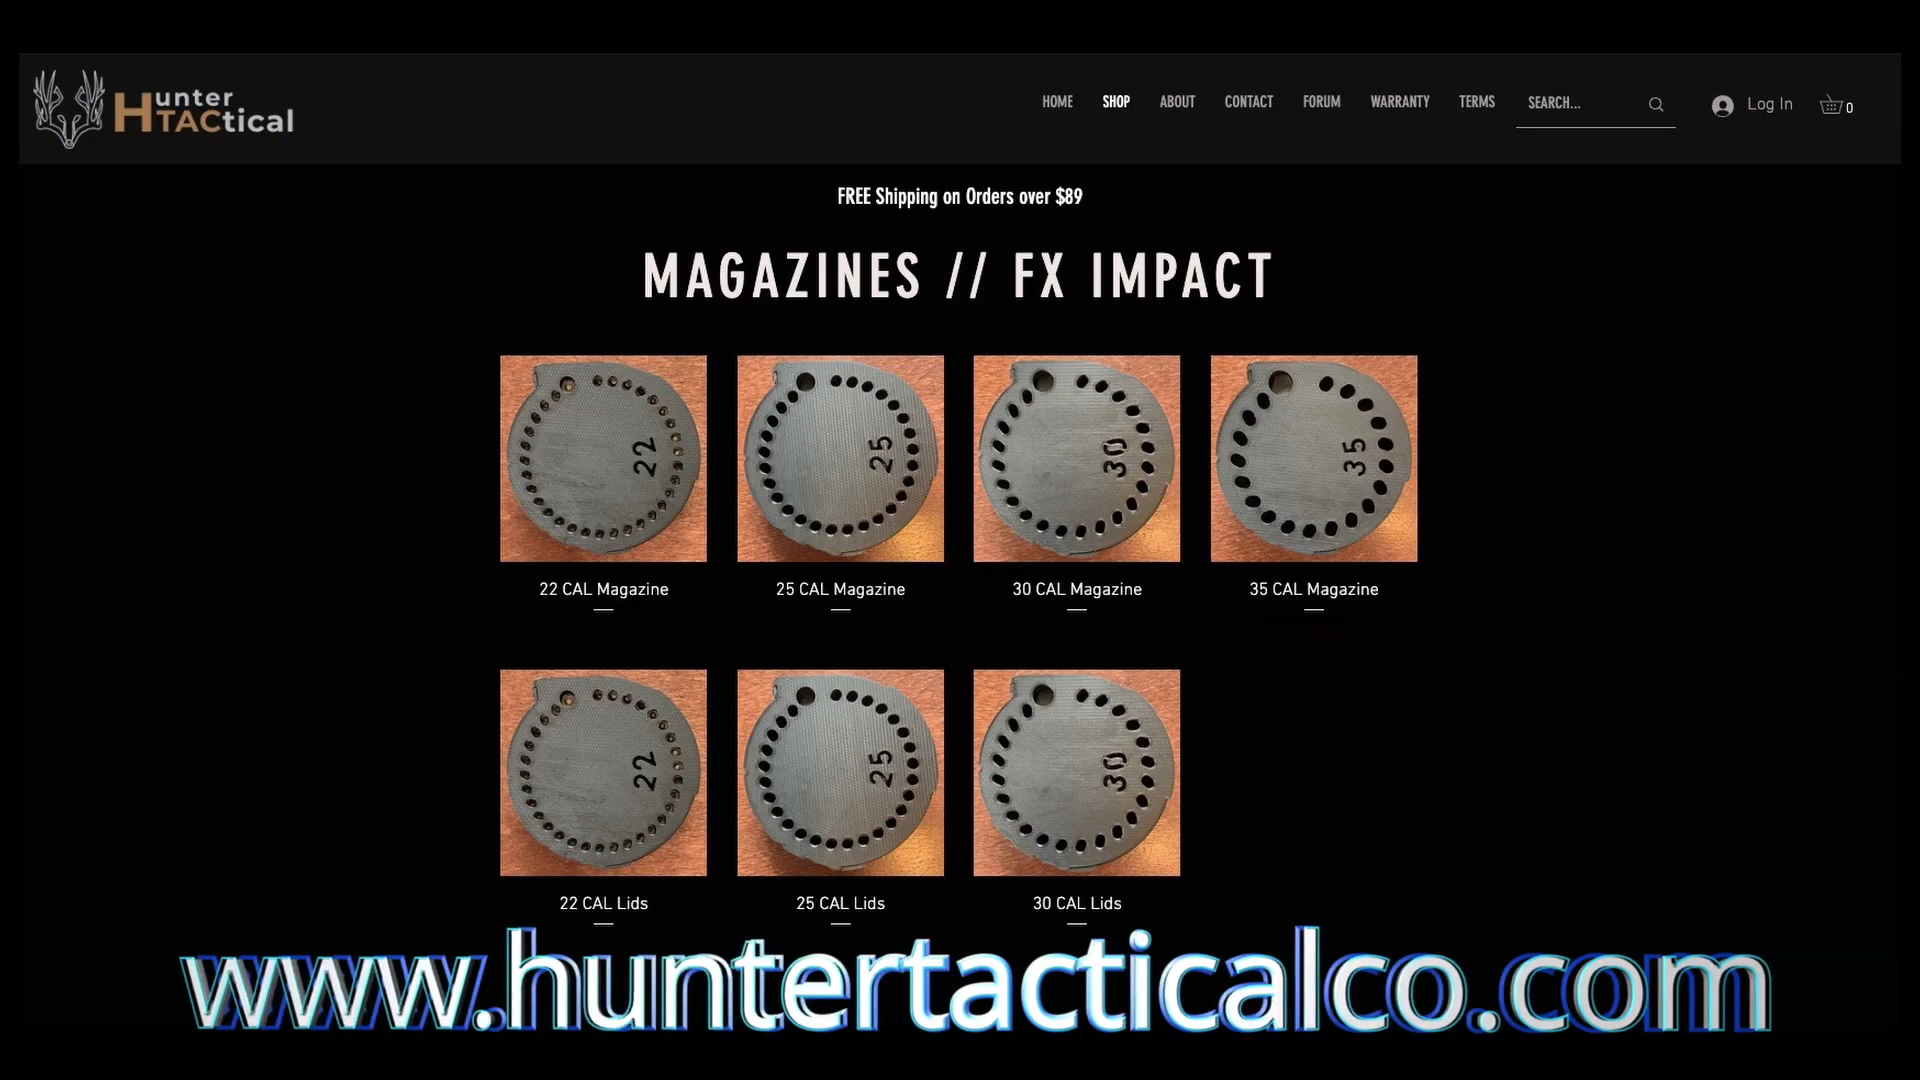 Hunter
TACtical
HOME SHOP ABOUT CONTACT FORUM WARRANTY TERMS SEARCH... Log In 0
FREE Shipping on Orders over $89
MAGAZINES // FX IMPACT
22 25 30 35
22 CAL Magazine 25 CAL Magazine 30 CAL Magazine 35 CAL Magazine
22 25 30
22 CAL Lids 25 CAL Lids 30 CAL Lids
www.huntertacticalco.com